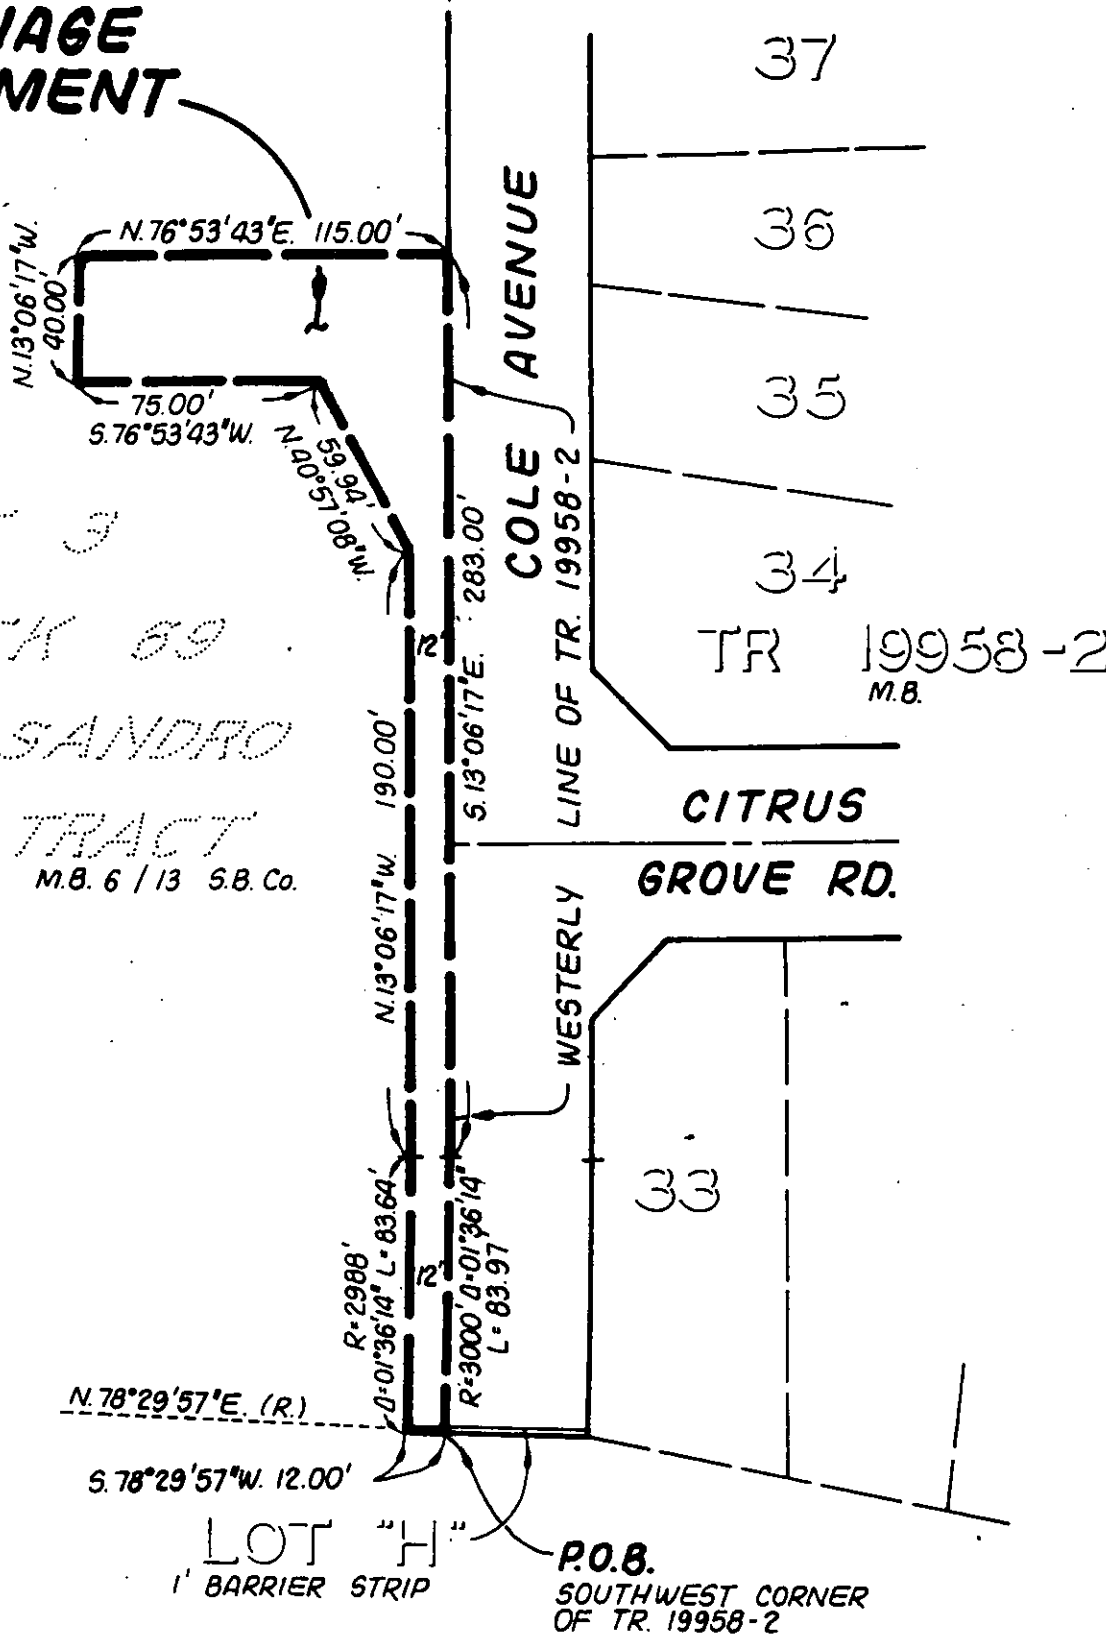 NAGE
MENT
37
36
35
34
N.76°53'43"E. 115.00'
N.13°06'17"W.
40.00'
75.00'
S.76°53'43"W.
59.94'
N.40°57'08"W.
3
69
SANDRO
TRACT
M.B. 6 / 13 S.B. Co.
12'
N.13°06'17"W. 190.00'
S.13°06'17"E. 283.00'
COLE AVENUE
WESTERLY LINE OF TR. 19958-2
TR 19958-2
M.B.
CITRUS
GROVE RD.
33
R=2988'
Δ=01°36'14" L=83.64'
12'
R=3000' Δ=01°36'14"
L=83.97
N.78°29'57"E. (R.)
S.78°29'57"W. 12.00'
LOT "H"
1' BARRIER STRIP
P.O.B.
SOUTHWEST CORNER
OF TR. 19958-2